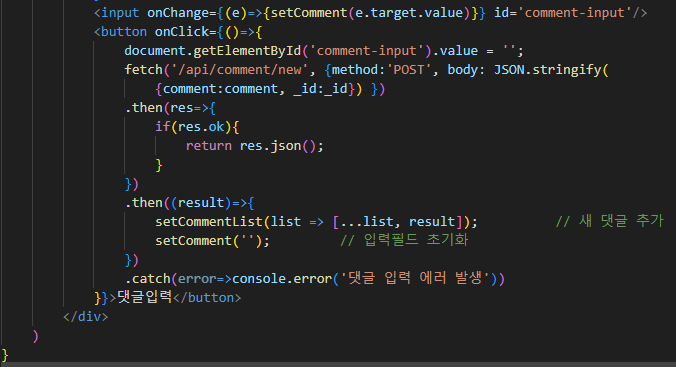 <input onChange={(e)=>{setComment(e.target.value)}} id='comment-input'/>
<button onClick={()=>{
document.getElementById('comment-input').value = '';
fetch('/api/comment/new', {method:'POST', body: JSON.stringify(
{comment:comment, _id:_id}) })
.then(res=>{
if(res.ok){
return res.json();
}
})
.then((result)=>{
setCommentList(list => [...list, result]); // 새 댓글 추가
setComment(''); // 입력필드 초기화
})
.catch(error=>console.error('댓글 입력 에러 발생'))
}}>댓글입력</button>
</div>
)
}